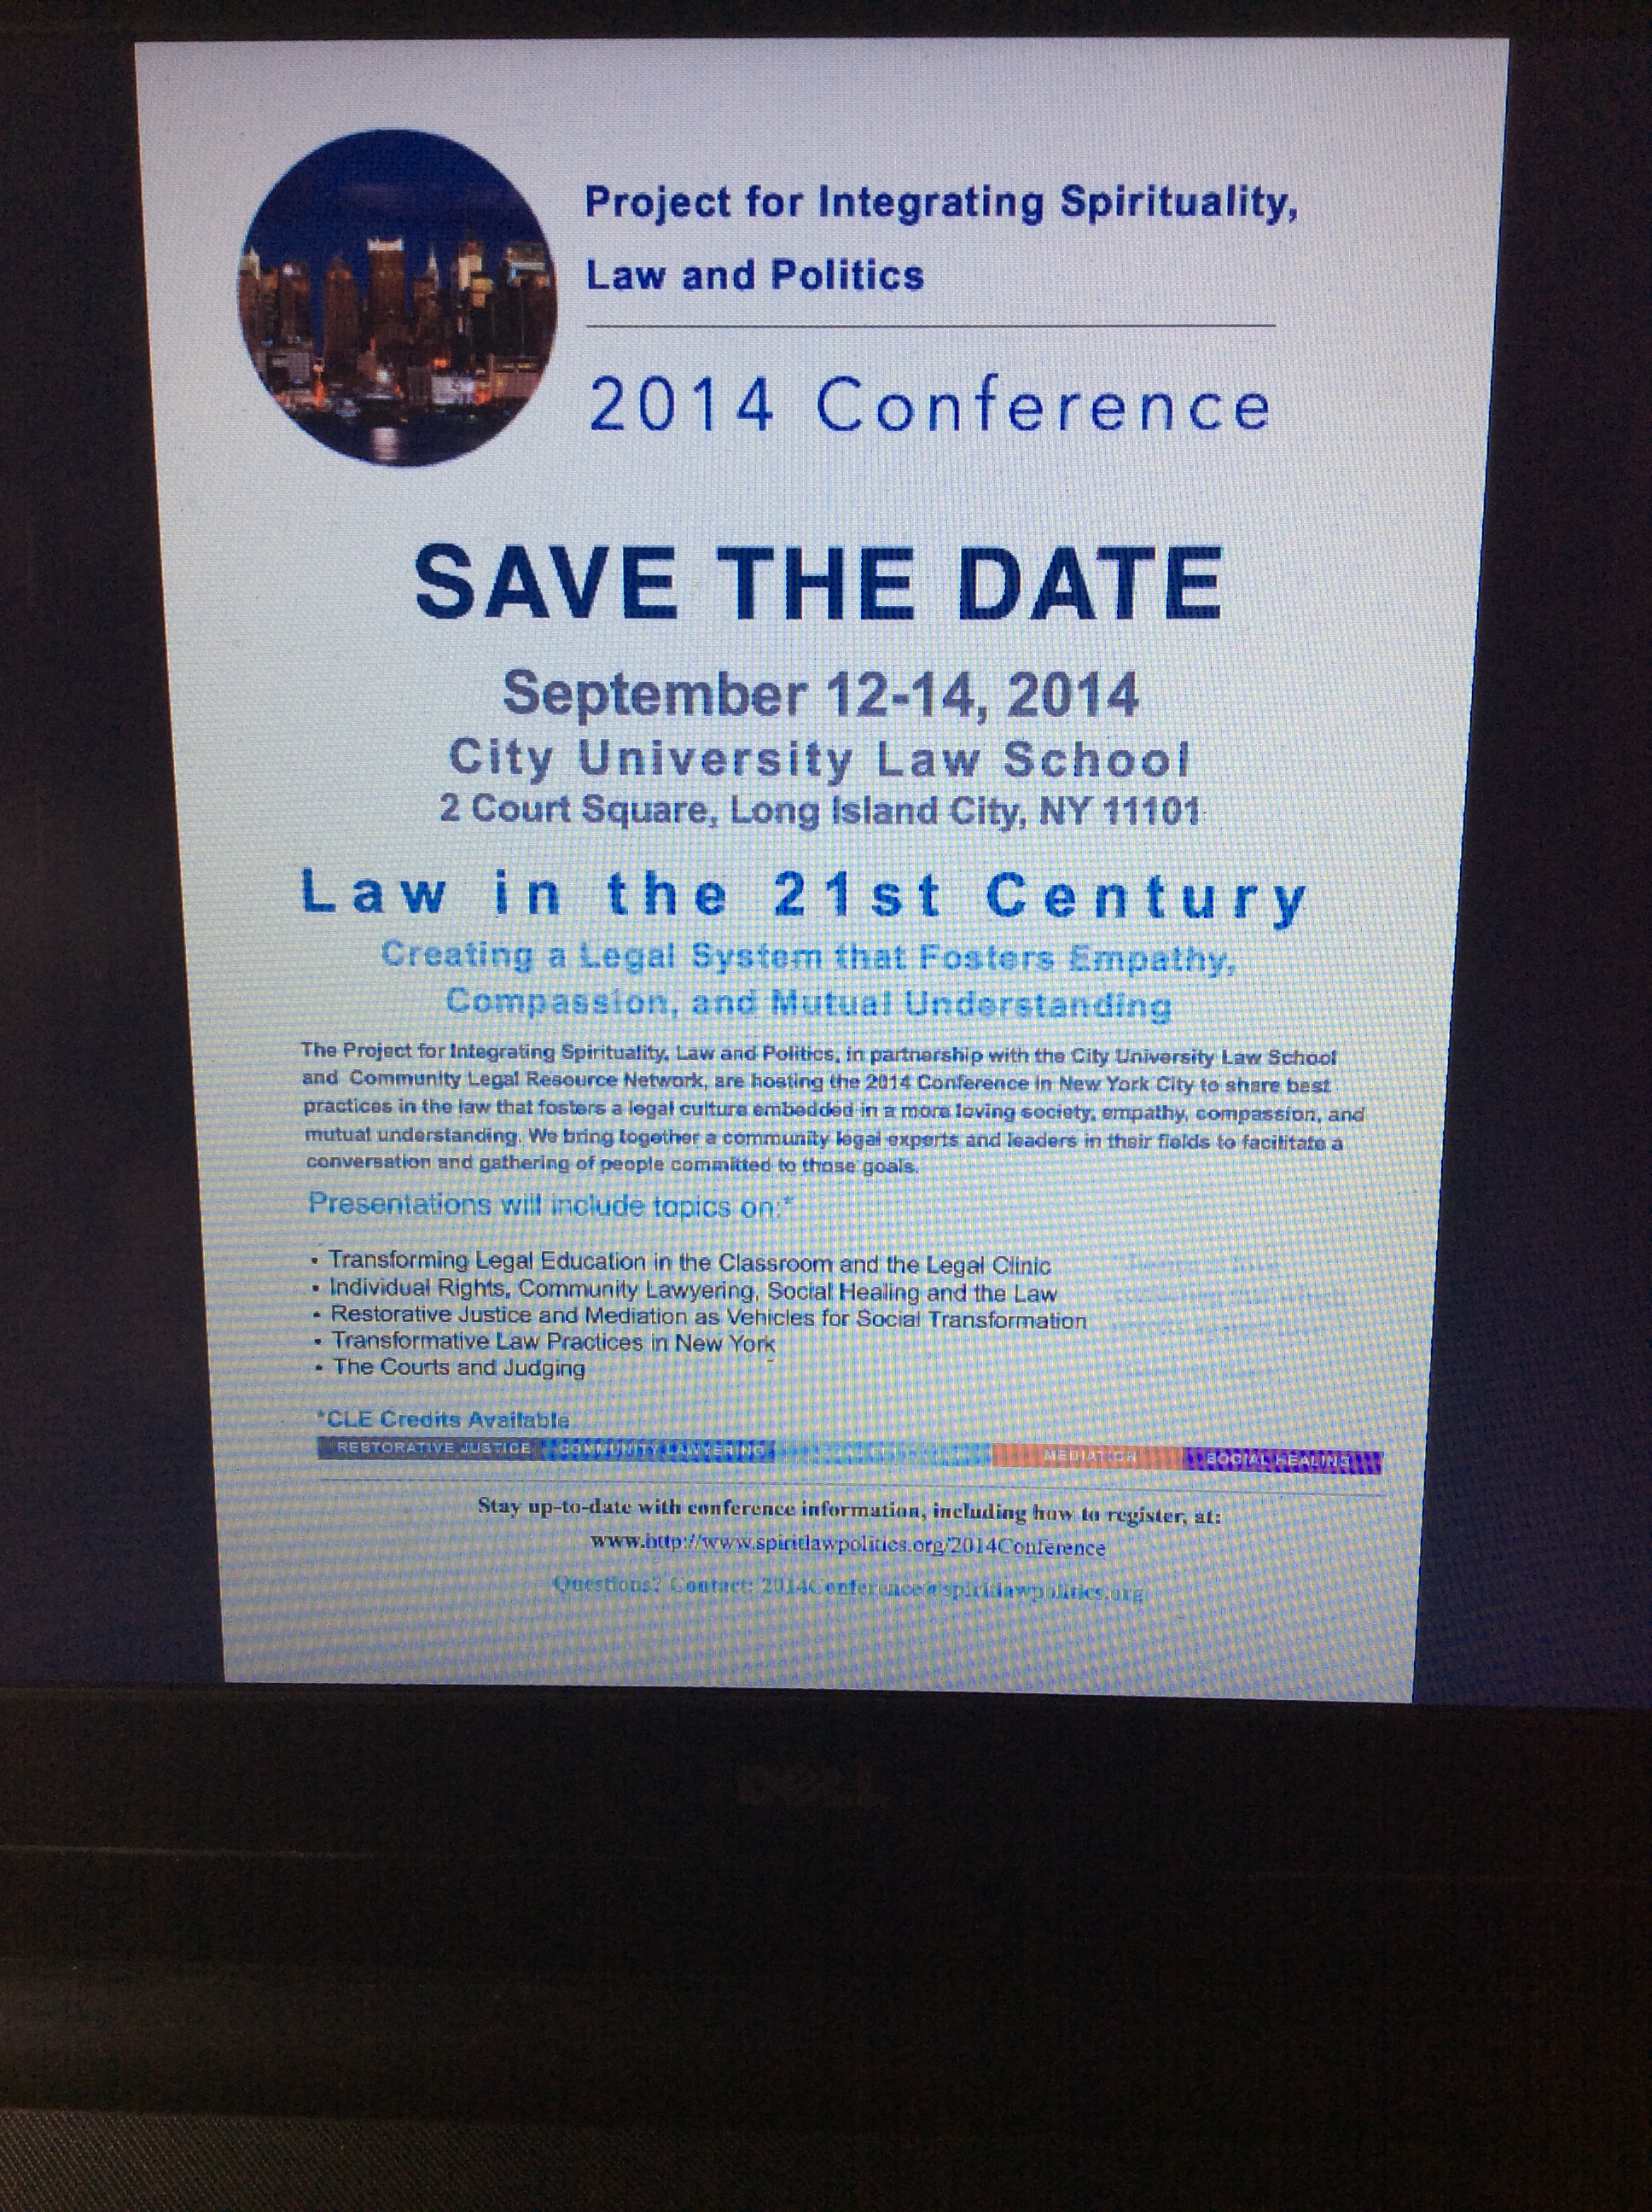 Project for Integrating Spirituality,
Law and Politics
2014 Conference
SAVE THE DATE
September 12-14, 2014
City University Law School
2 Court Square, Long Island City, NY 11101
Law in the 21st Century
Creating a Legal System that Fosters Empathy,
Compassion, and Mutual Understanding
The Project for Integrating Spirituality, Law and Politics, in partnership with the City University Law School
and Community Legal Resource Network, are hosting the 2014 Conference in New York City to share best
practices in the law that fosters a legal culture embedded in a more loving society, empathy, compassion, and
mutual understanding. We bring together a community legal experts and leaders in their fields to facilitate a
conversation and gathering of people committed to those goals.
Presentations will include topics on:*
• Transforming Legal Education in the Classroom and the Legal Clinic
• Individual Rights, Community Lawyering, Social Healing and the Law
• Restorative Justice and Mediation as Vehicles for Social Transformation
• Transformative Law Practices in New York
• The Courts and Judging
*CLE Credits Available
RESTORATIVE JUSTICE COMMUNITY LAWYERING LEGAL MEDIATION SOCIAL HEALING
Stay up-to-date with conference information, including how to register, at:
www.http://www.spiritlawpolitics.org/2014Conference
Questions? Contact: 2014Conference@spiritlawpolitics.org
DELL